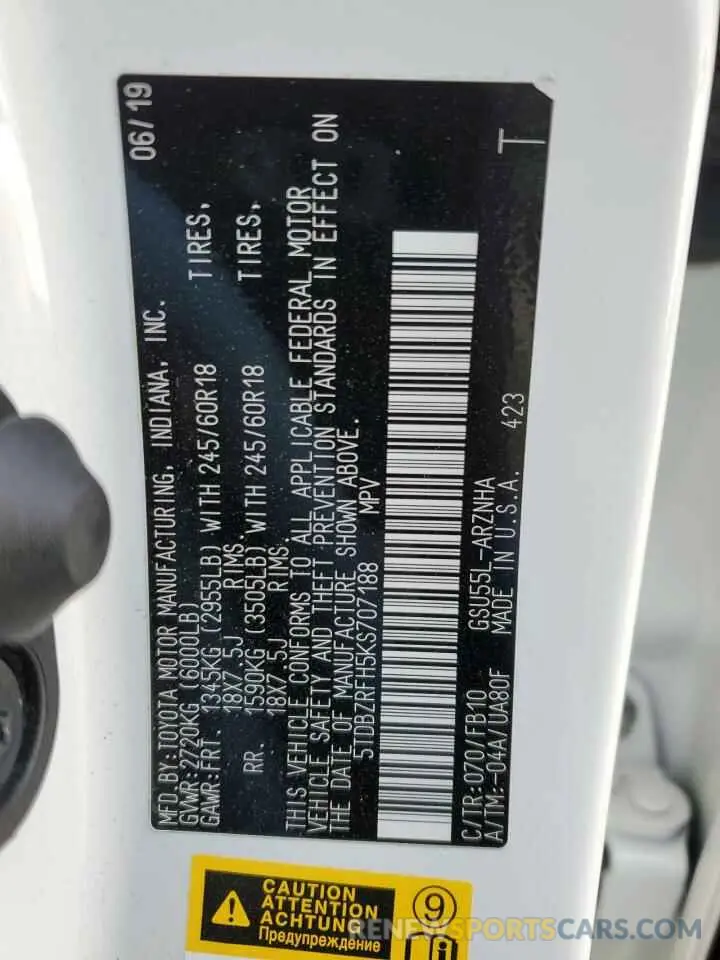 MFD.BY:TOYOTA MOTOR MANUFACTURING, INDIANA, INC. 06/19
GVWR:2720KG (6000LB)
GAWR:FRT. 1345KG (2955LB) WITH 245/60R18 TIRES,
18X7.5J RIMS.
RR. 1590KG (3505LB) WITH 245/60R18 TIRES,
18X7.5J RIMS.
THIS VEHICLE CONFORMS TO ALL APPLICABLE FEDERAL MOTOR
VEHICLE SAFETY AND THEFT PREVENTION STANDARDS IN EFFECT ON
THE DATE OF MANUFACTURE SHOWN ABOVE.
5TDBZRFH5KS707188 MPV
C/TR:070/FB10 GSU55L-ARZNHA T
A/TM:-04A/UA80F MADE IN U.S.A. 423
CAUTION
ATTENTION
ACHTUNG
Предупреждение
9
i
RENEWSPORTSCARS.COM